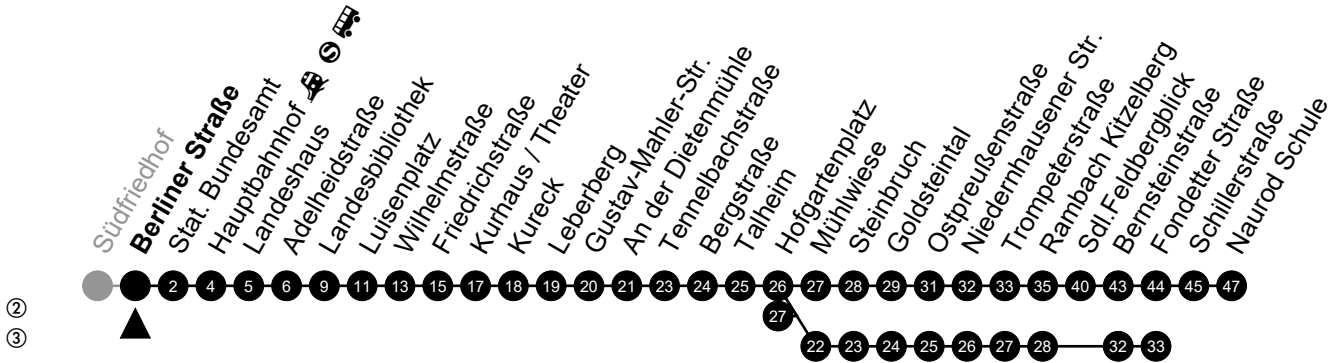 Südfriedhof
Berliner Straße
Stat. Bundesamt
Hauptbahnhof S
Landeshaus
Adelheidstraße
Landesbibliothek
Luisenplatz
Wilhelmstraße
Friedrichstraße
Kurhaus / Theater
Kureck
Leberberg
Gustav-Mahler-Str.
An der Dietenmühle
Tennelbachstraße
Bergstraße
Talheim
Hofgartenplatz
Mühlwiese
Steinbruch
Goldsteintal
Ostpreußenstraße
Niedernhausener Str.
Trompeterstraße
Rambach Kitzelberg
Sdl.Feldbergblick
Bernsteinstraße
Fondetter Straße
Schillerstraße
Naurod Schule
2 4 5 6 9 11 13 15 17 18 19 20 21 23 24 25 26 27 28 29 31 32 33 35 40 43 44 45 47
② 27
③ 22 23 24 25 26 27 28 32 33